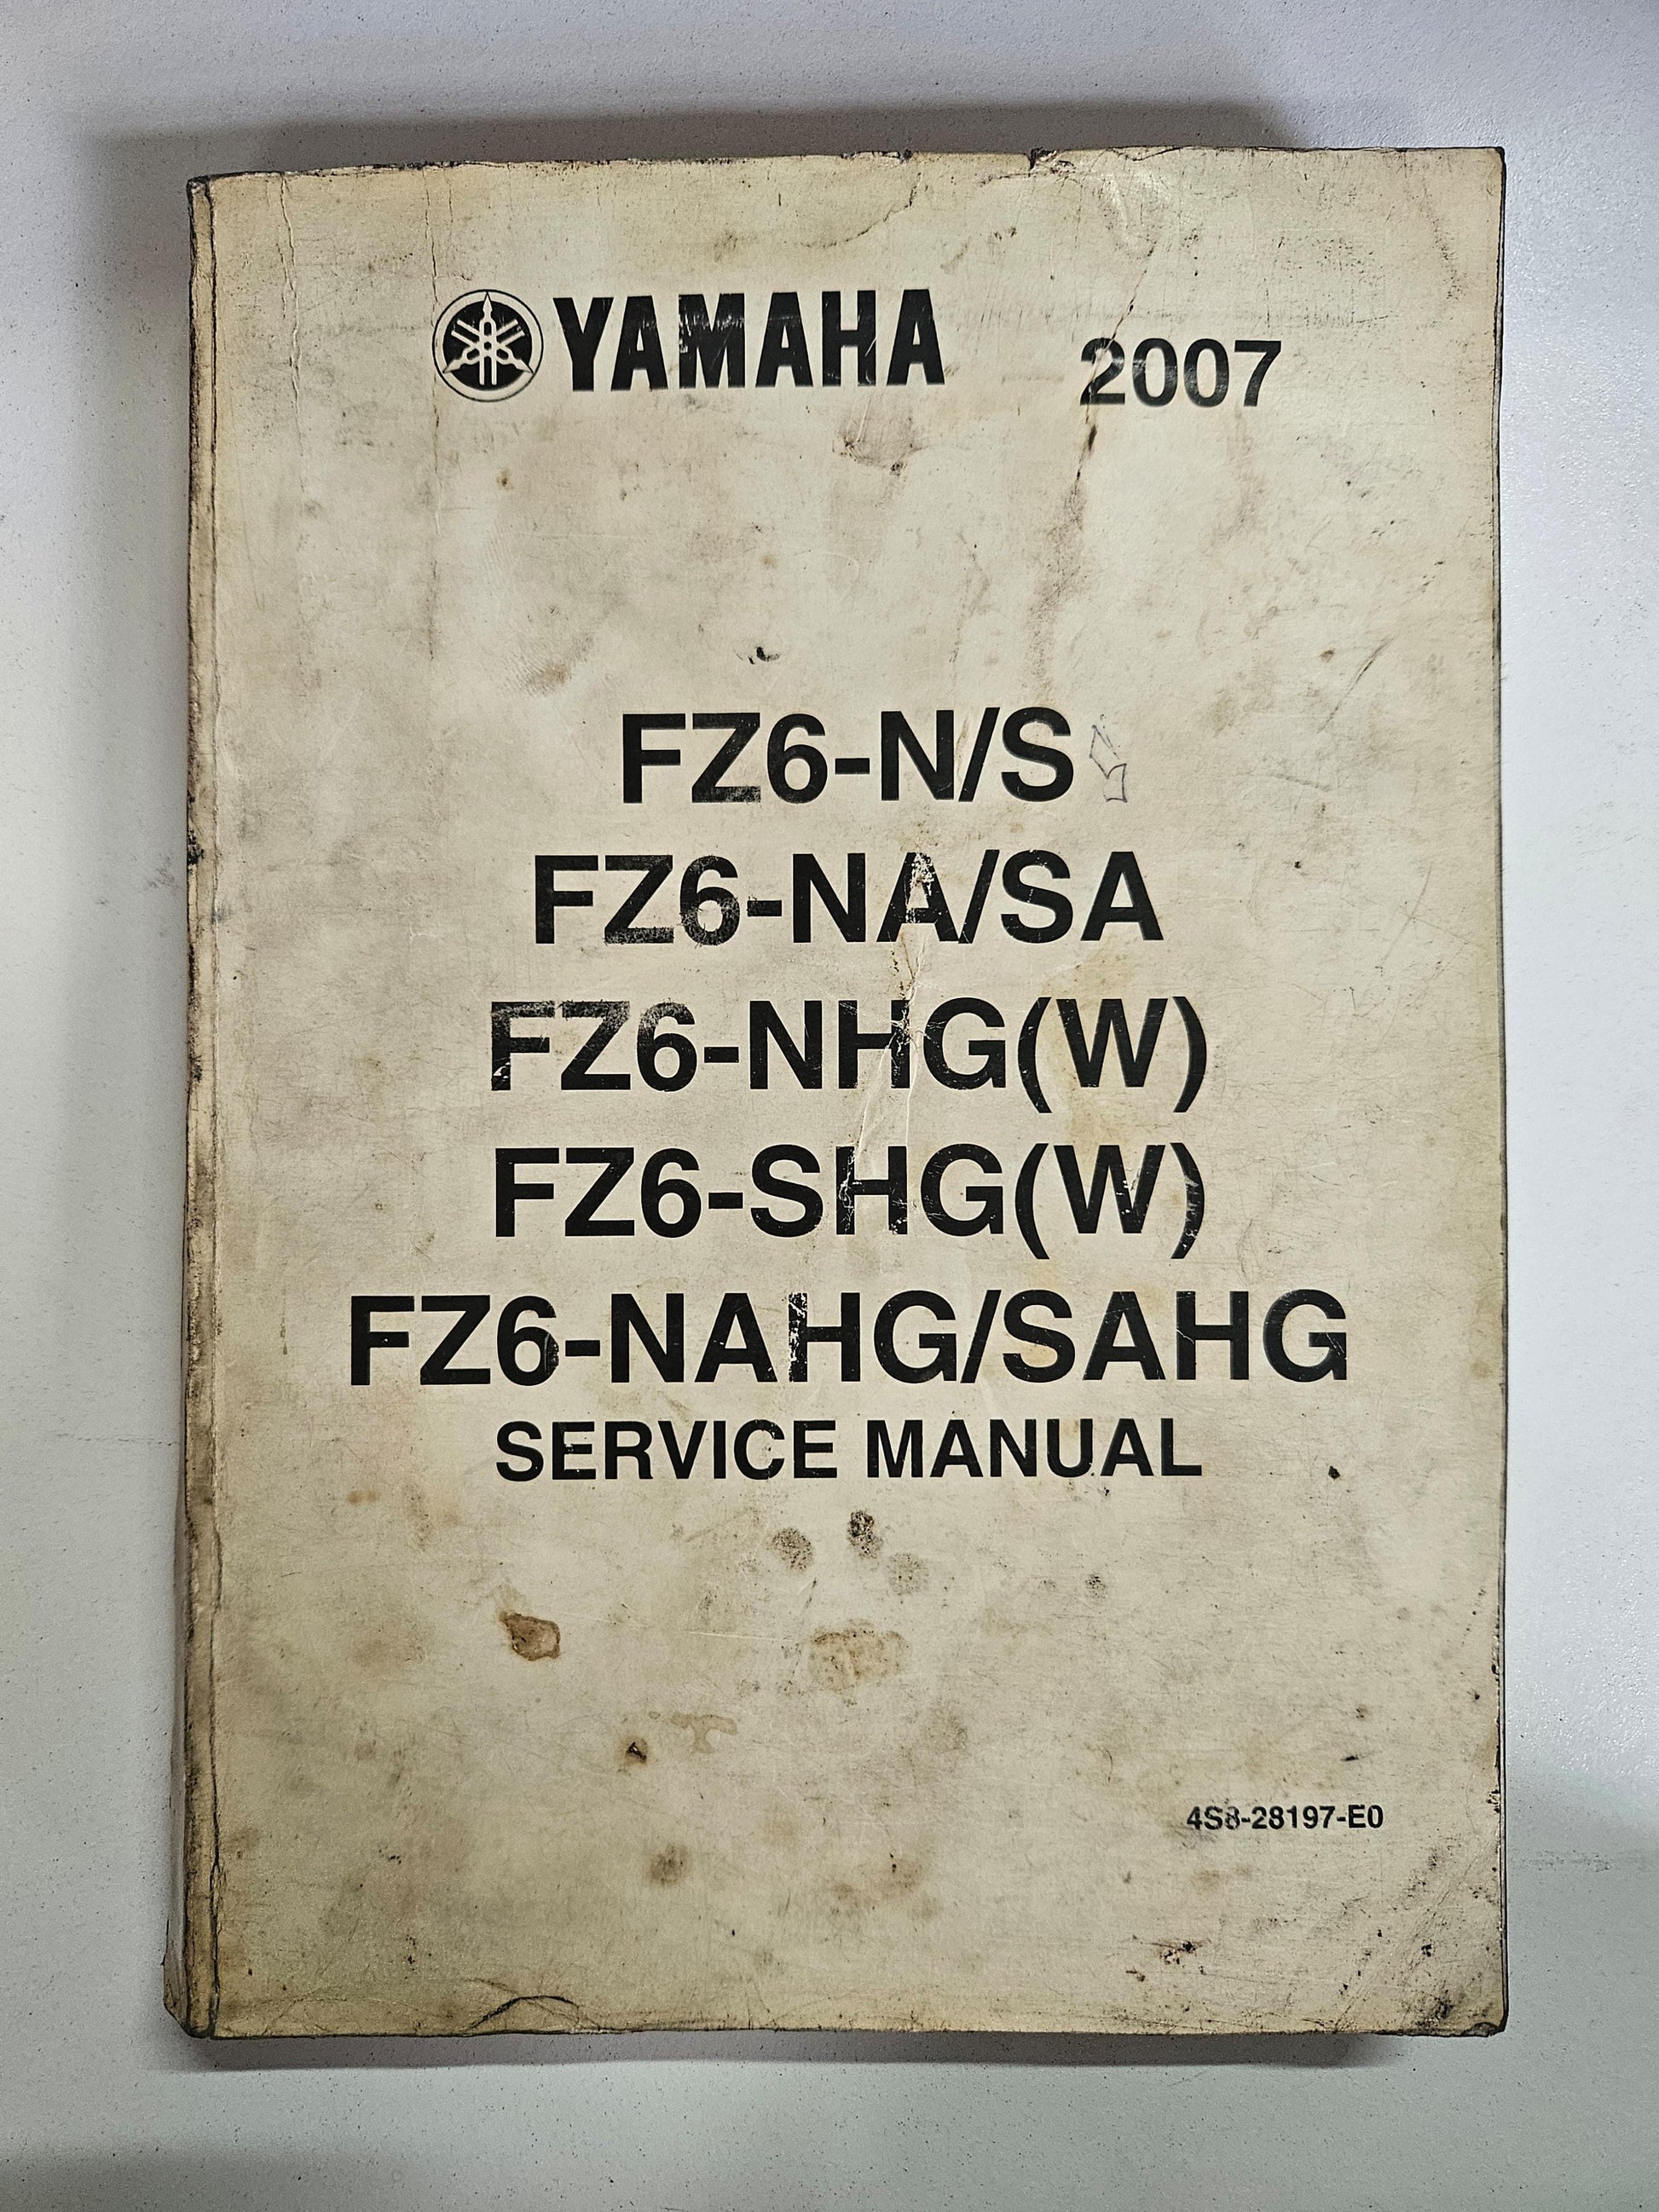 YAMAHA 2007
FZ6-N/S
FZ6-NA/SA
FZ6-NHG(W)
FZ6-SHG(W)
FZ6-NAHG/SAHG
SERVICE MANUAL
4S8-28197-E0